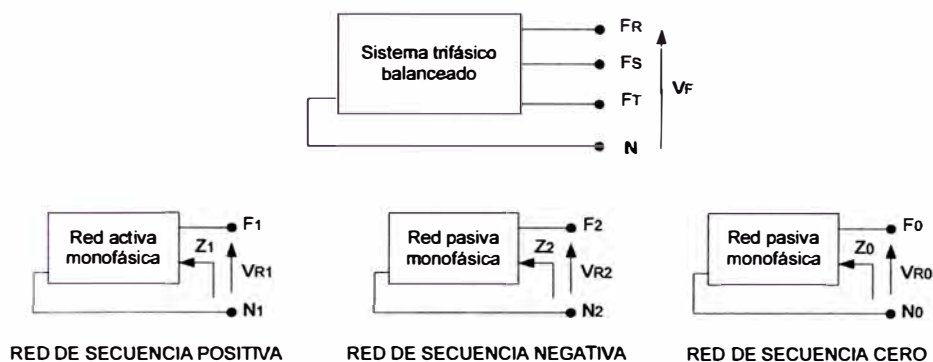 Sistema trifásico
balanceado
FR
FS
FT
N
VF
Red activa
monofásica
Z1
F1
VR1
N1
Red pasiva
monofásica
Z2
F2
VR2
N2
Red pasiva
monofásica
Z0
F0
VR0
N0
RED DE SECUENCIA POSITIVA
RED DE SECUENCIA NEGATIVA
RED DE SECUENCIA CERO